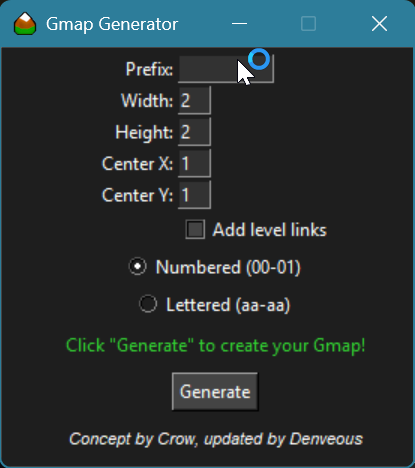 Gmap Generator
Prefix:
Width: 2
Height: 2
Center X: 1
Center Y: 1
Add level links
Numbered (00-01)
Lettered (aa-aa)
Click "Generate" to create your Gmap!
Generate
Concept by Crow, updated by Denveous